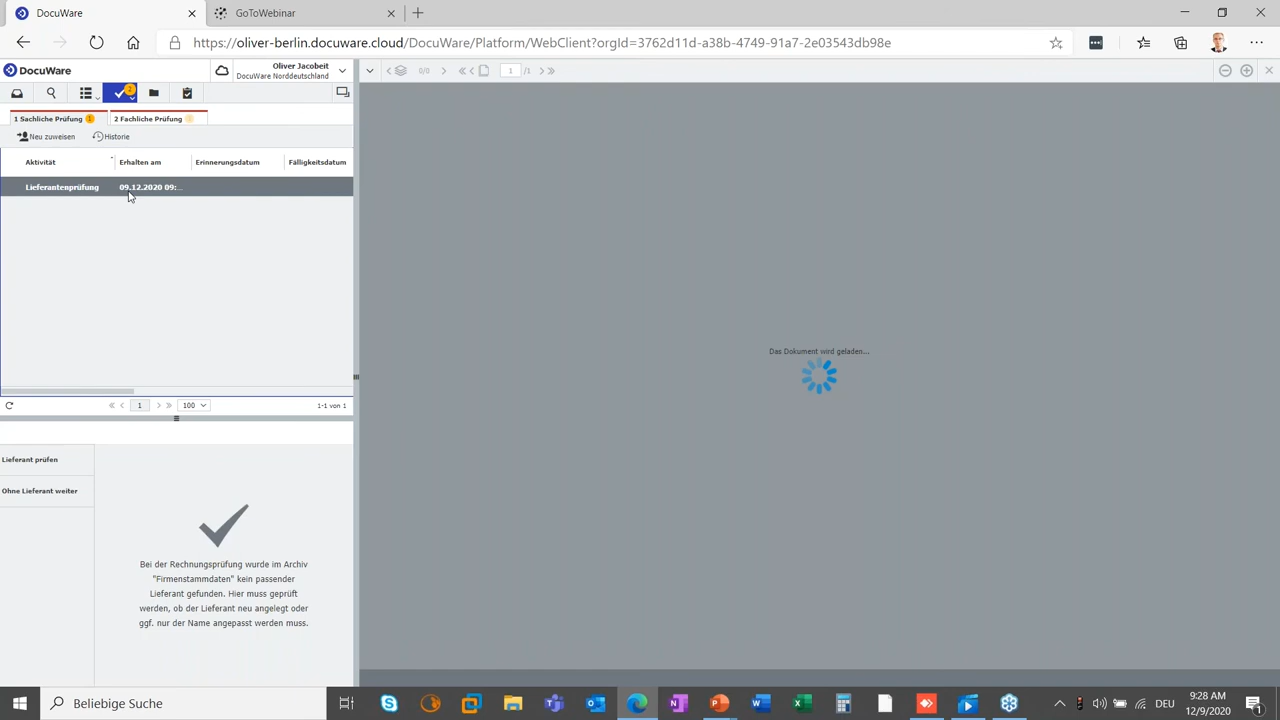 DocuWare
GoToWebinar
https://oliver-berlin.docuware.cloud/DocuWare/Platform/WebClient?orgId=3762d11d-a38b-4749-91a7-2e03543db98e
DocuWare
Oliver Jacobeit
DocuWare Norddeutschland
0/0
1
/1
1 Sachliche Prüfung
2 Fachliche Prüfung
Neu zuweisen
Historie
Aktivität
Erhalten am
Erinnerungsdatum
Fälligkeitsdatum
Lieferantenprüfung
09.12.2020 09:...
Das Dokument wird geladen...
1
100
1-1 von 1
Lieferant prüfen
Ohne Lieferant weiter
Bei der Rechnungsprüfung wurde im Archiv
"Firmenstammdaten" kein passender
Lieferant gefunden. Hier muss geprüft
werden, ob der Lieferant neu angelegt oder
ggf. nur der Name angepasst werden muss.
Beliebige Suche
DEU
9:28 AM
12/9/2020